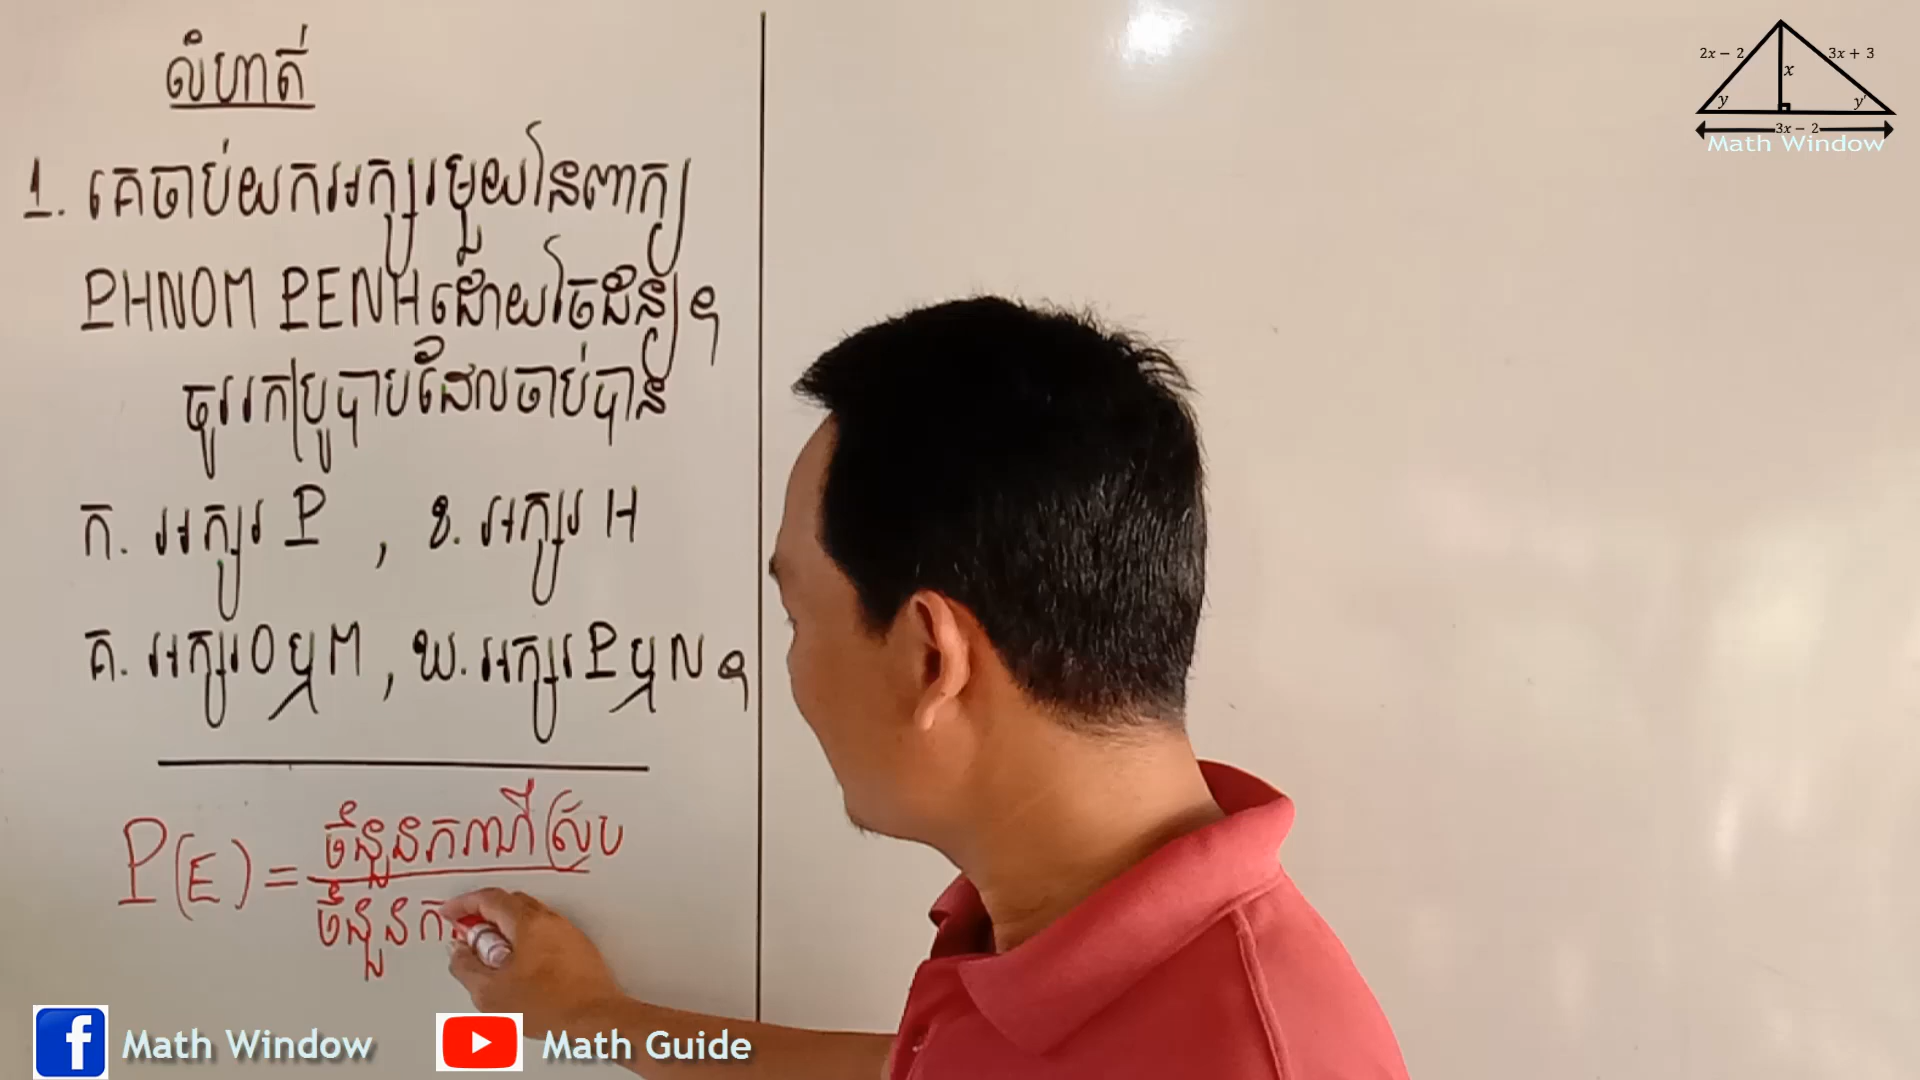 លំហាត់
1. គេចាប់យកអក្សរមួយនៃពាក្យ
PHNOM PENH ដោយចៃដន្យ ។
ចូររកប្រូបាបដែលចាប់បាន
ក. អក្សរ P , ខ. អក្សរ H
គ. អក្សរ O ឬ M , ឃ. អក្សរ P ឬ N ។
P(E) = ចំនួនករណីស្រប
ចំនួនក
2x − 2
3x + 3
x
y
y'
3x − 2
Math Window
Math Window
Math Guide